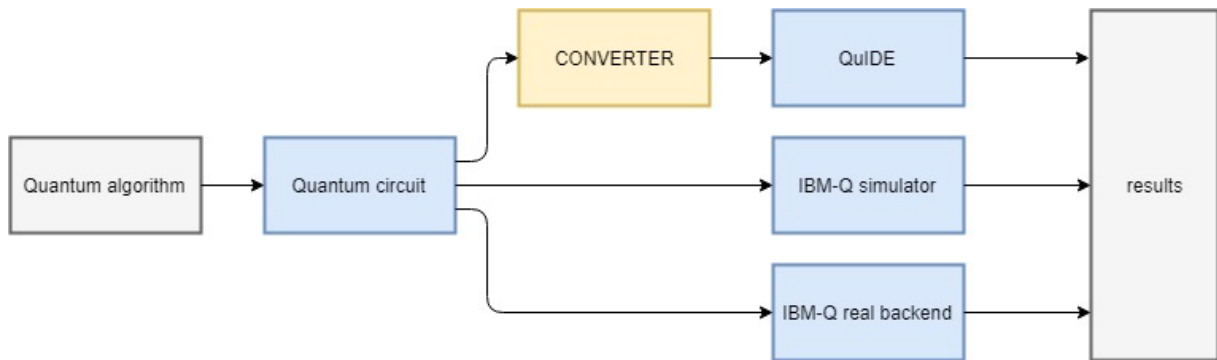 CONVERTER
QuIDE
Quantum algorithm
Quantum circuit
IBM-Q simulator
results
IBM-Q real backend